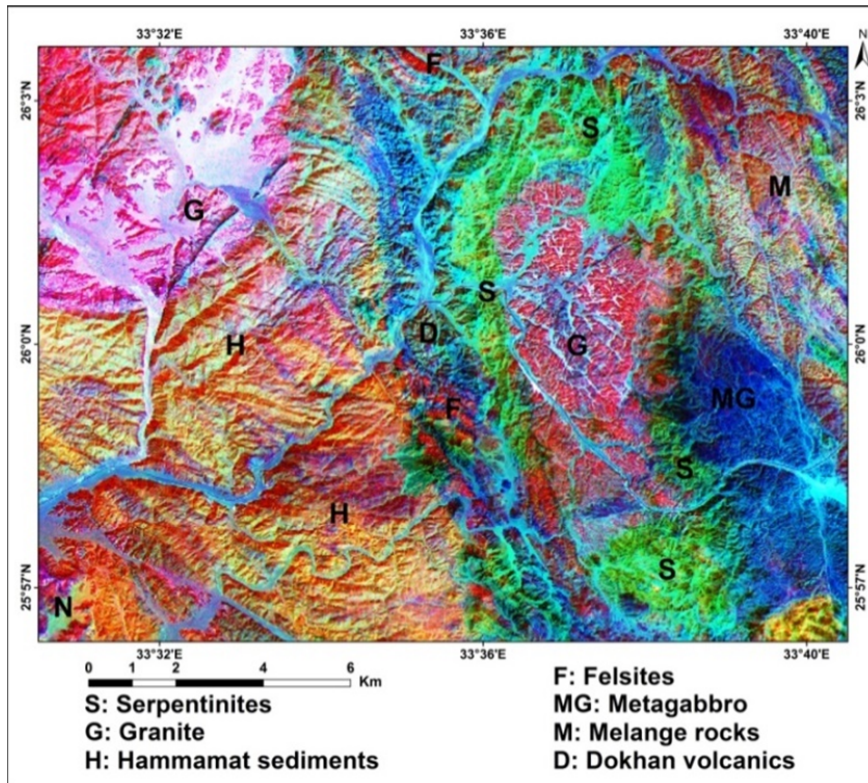 33°32'E 33°36'E 33°40'E
N
F
26°3'N 26°3'N
S
M
G
S
26°0'N 26°0'N
H D G
MG
F
S
H
S
25°57'N 25°57'N
N
33°32'E 33°36'E 33°40'E
0 1 2 4 6
Km
S: Serpentinites
G: Granite
H: Hammamat sediments
F: Felsites
MG: Metagabbro
M: Melange rocks
D: Dokhan volcanics